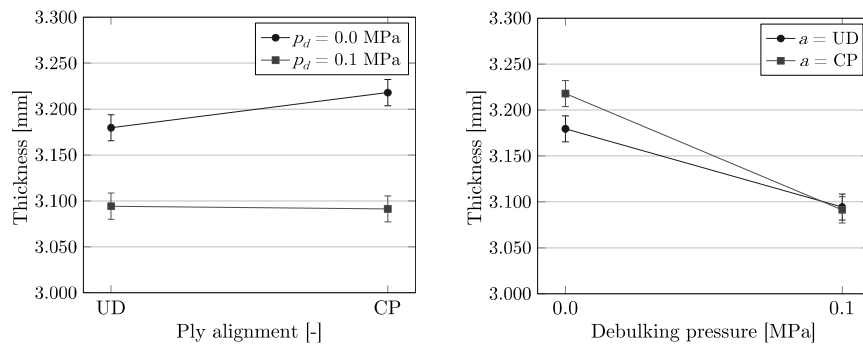 3.300
3.250
3.200
3.150
3.100
3.050
3.000
Thickness [mm]
p_d = 0.0 MPa
p_d = 0.1 MPa
UD
CP
Ply alignment [-]
3.300
3.250
3.200
3.150
3.100
3.050
3.000
Thickness [mm]
a = UD
a = CP
0.0
0.1
Debulking pressure [MPa]